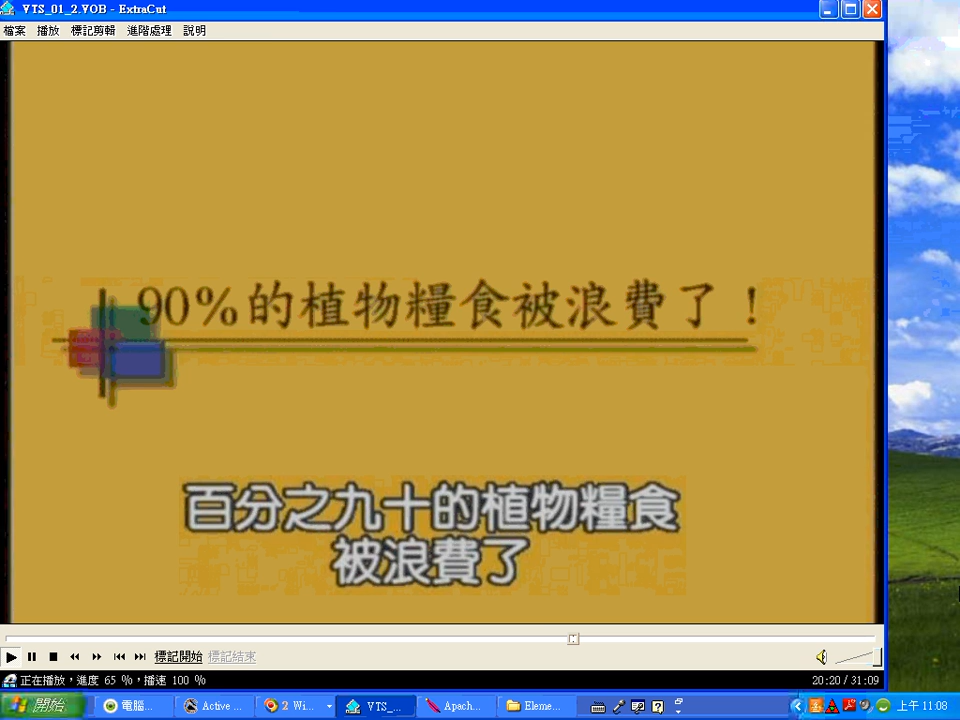 VTS_01_2.VOB - ExtraCut
檔案 播放 標記剪輯 進階處理 說明
90%的植物糧食被浪費了！
百分之九十的植物糧食
被浪費了
標記開始 標記結束
正在播放，進度 65 %，播速 100 %
20:20 / 31:09
開始 電腦... Active ... 2 Wi... VTS_... Apach... Eleme... 上午 11:08